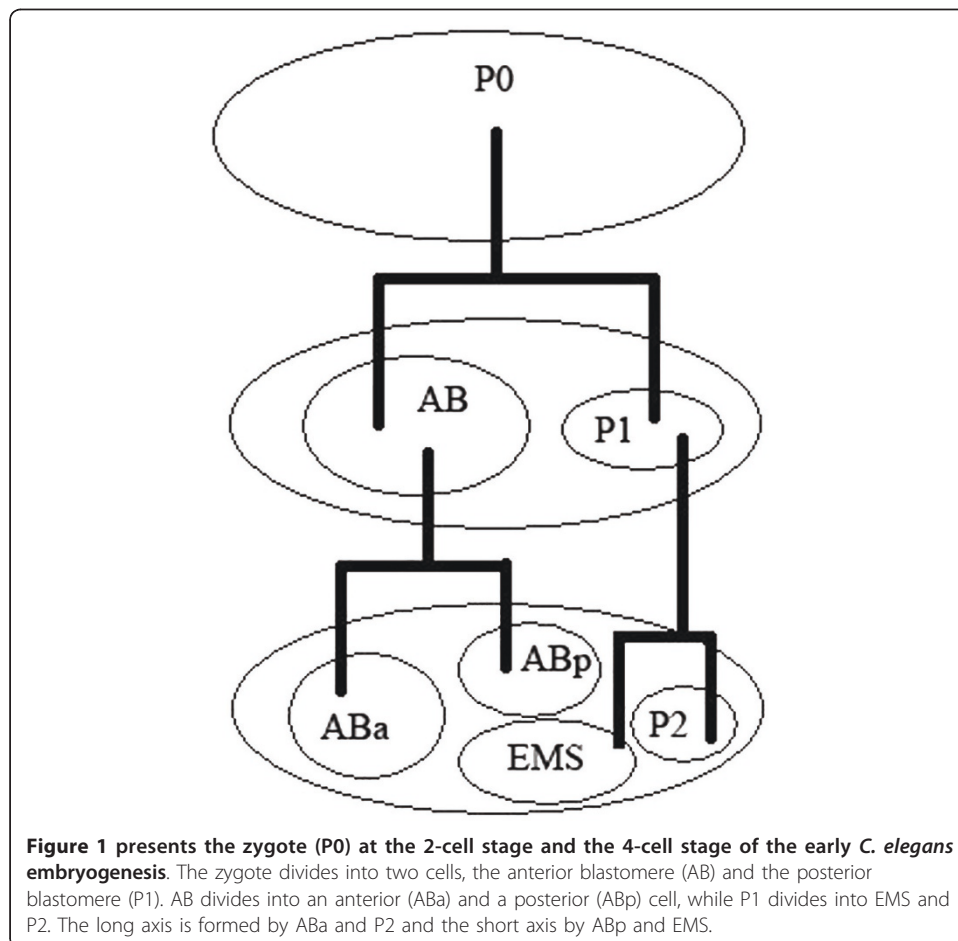 P0
AB
P1
ABa
ABp
EMS
P2
Figure 1 presents the zygote (P0) at the 2-cell stage and the 4-cell stage of the early C. elegans
embryogenesis. The zygote divides into two cells, the anterior blastomere (AB) and the posterior
blastomere (P1). AB divides into an anterior (ABa) and a posterior (ABp) cell, while P1 divides into EMS and
P2. The long axis is formed by ABa and P2 and the short axis by ABp and EMS.